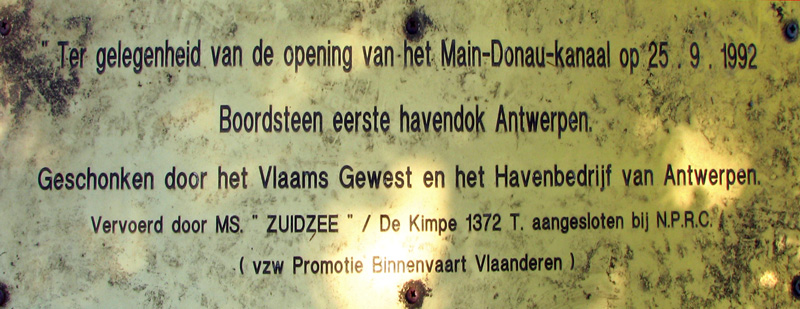 " Ter gelegenheid van de opening van het Main-Donau-kanaal op 25 . 9 . 1992
Boordsteen eerste havendok Antwerpen.
Geschonken door het Vlaams Gewest en het Havenbedrijf van Antwerpen.
Vervoerd door MS. " ZUIDZEE " / De Kimpe 1372 T. aangesloten bij N.P.R.C.
( vzw Promotie Binnenvaart Vlaanderen )